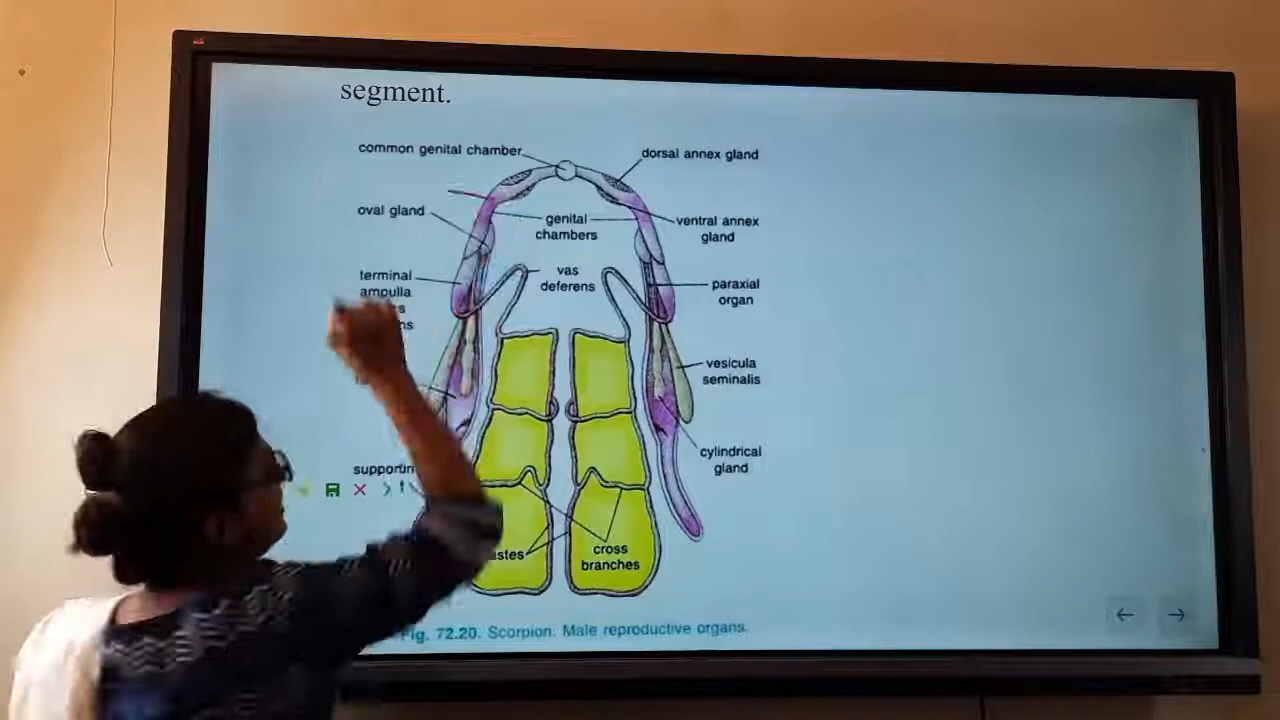 segment.
common genital chamber
dorsal annex gland
oval gland
genital
chambers
ventral annex
gland
terminal
ampulla
vas
deferens
paraxial
organ
vesicula
seminalis
cylindrical
gland
cross
branches
Fig. 72.20. Scorpion. Male reproductive organs.